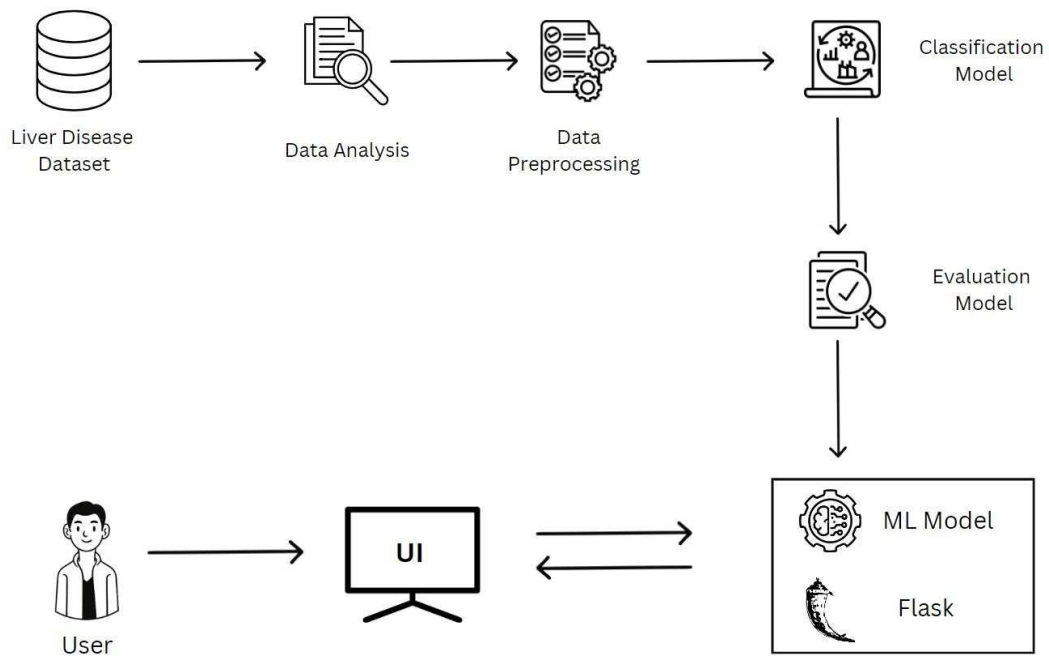 Liver Disease
Dataset
Data Analysis
Data
Preprocessing
Classification
Model
Evaluation
Model
ML Model
Flask
UI
User